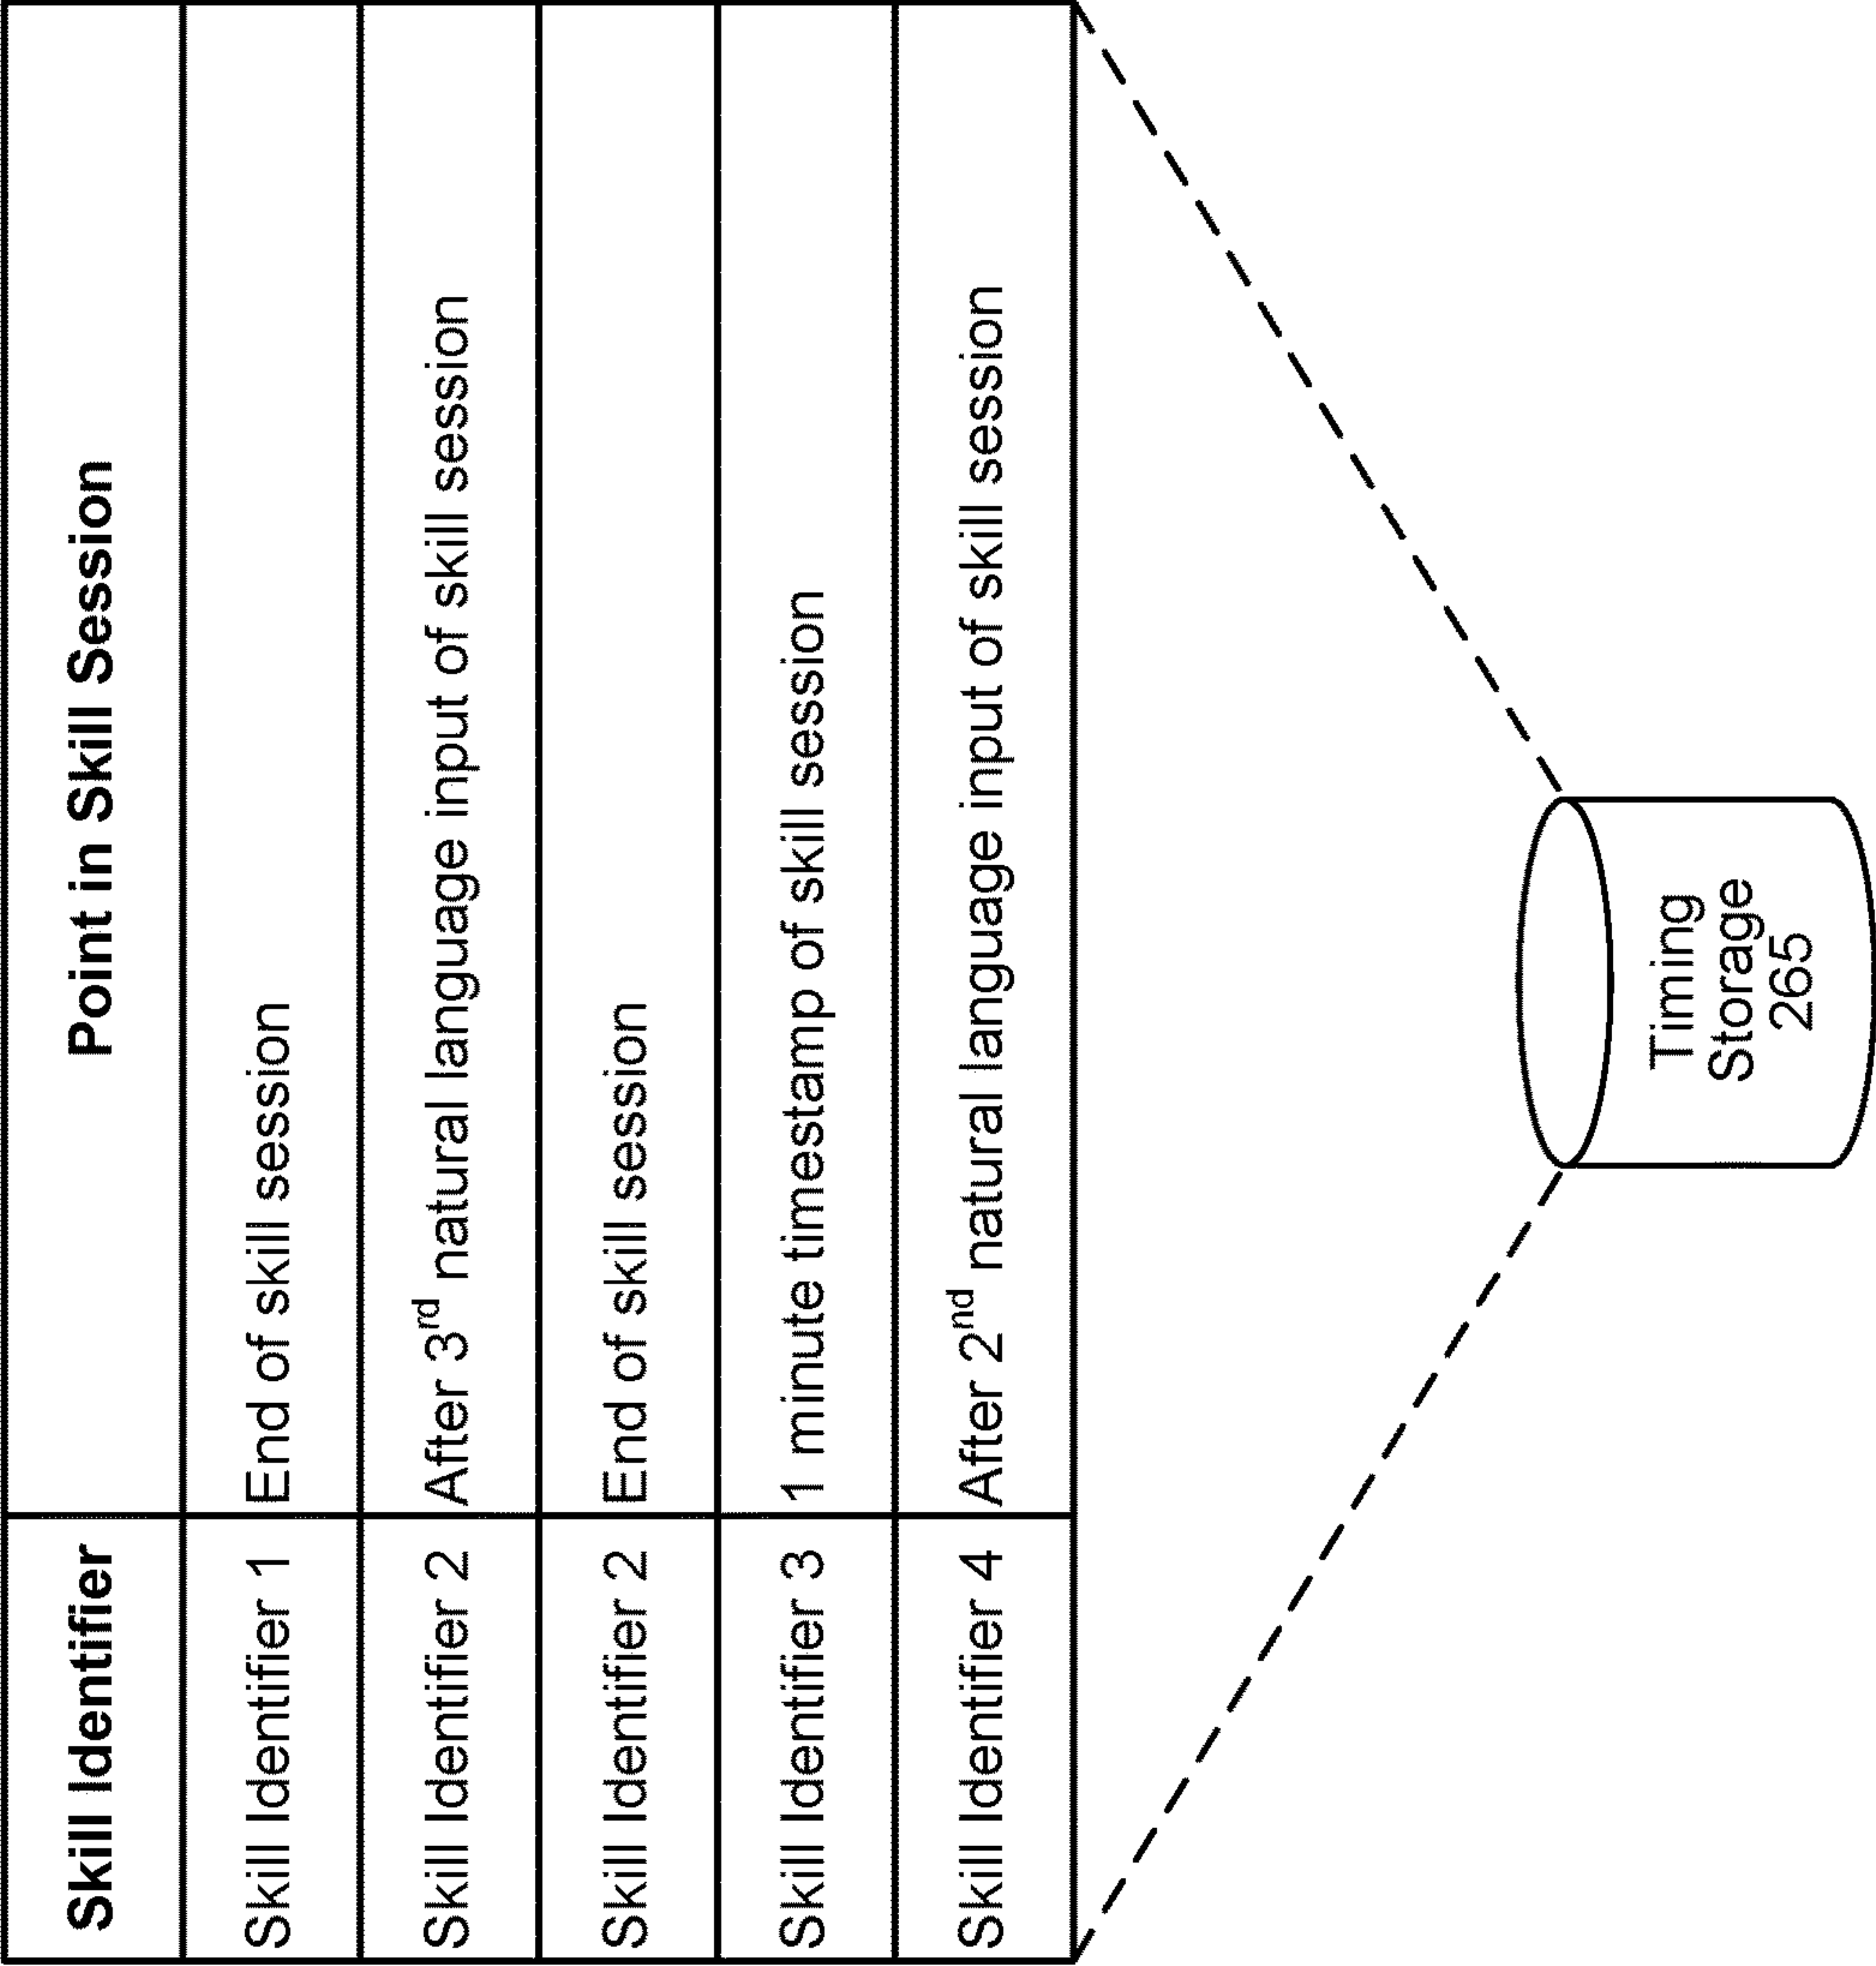 Skill Identifier Point in Skill Session
Skill Identifier 1 End of skill session
Skill Identifier 2 After 3rd natural language input of skill session
Skill Identifier 2 End of skill session
Skill Identifier 3 1 minute timestamp of skill session
Skill Identifier 4 After 2nd natural language input of skill session
Timing
Storage
265